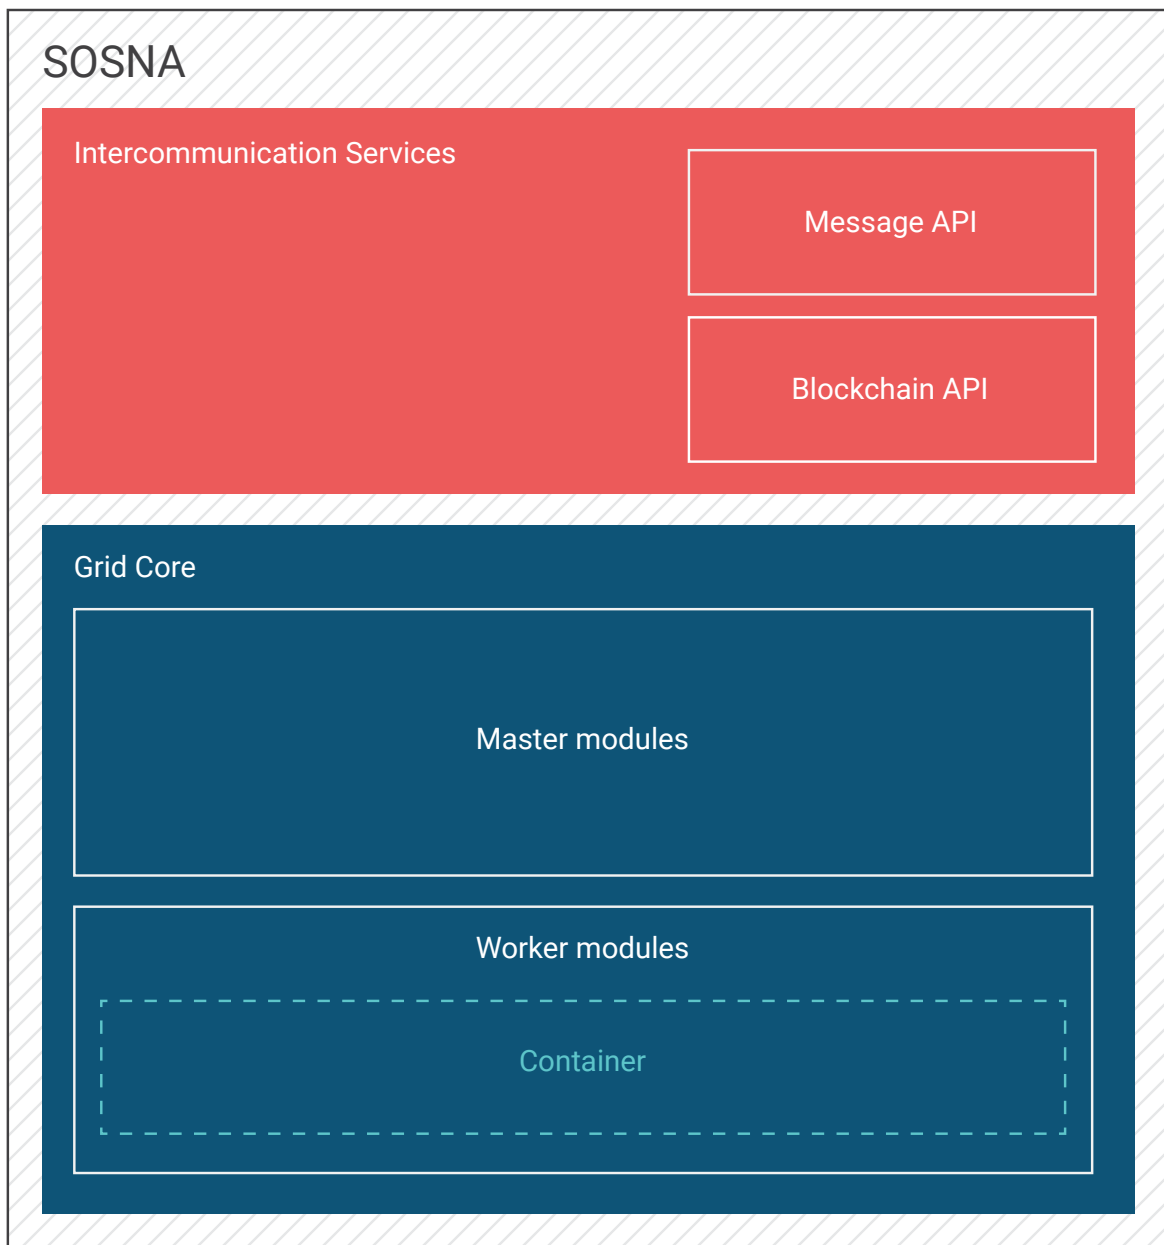 SOSNA
Intercommunication Services
Message API
Blockchain API
Grid Core
Master modules
Worker modules
Container